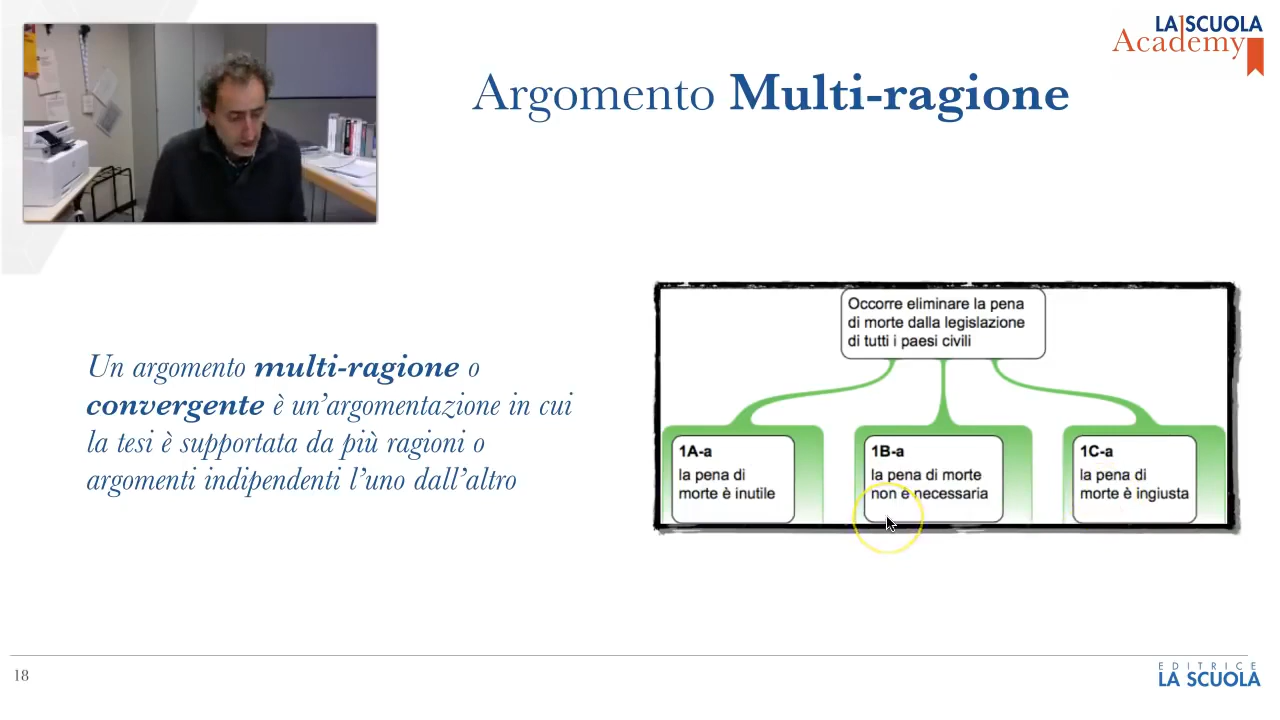 LA SCUOLA
Academy
Argomento Multi-ragione
Un argomento multi-ragione o
convergente è un'argomentazione in cui
la tesi è supportata da più ragioni o
argomenti indipendenti l'uno dall'altro
Occorre eliminare la pena
di morte dalla legislazione
di tutti i paesi civili
1A-a
la pena di
morte è inutile
1B-a
la pena di morte
non è necessaria
1C-a
la pena di
morte è ingiusta
18
EDITRICE
LA SCUOLA